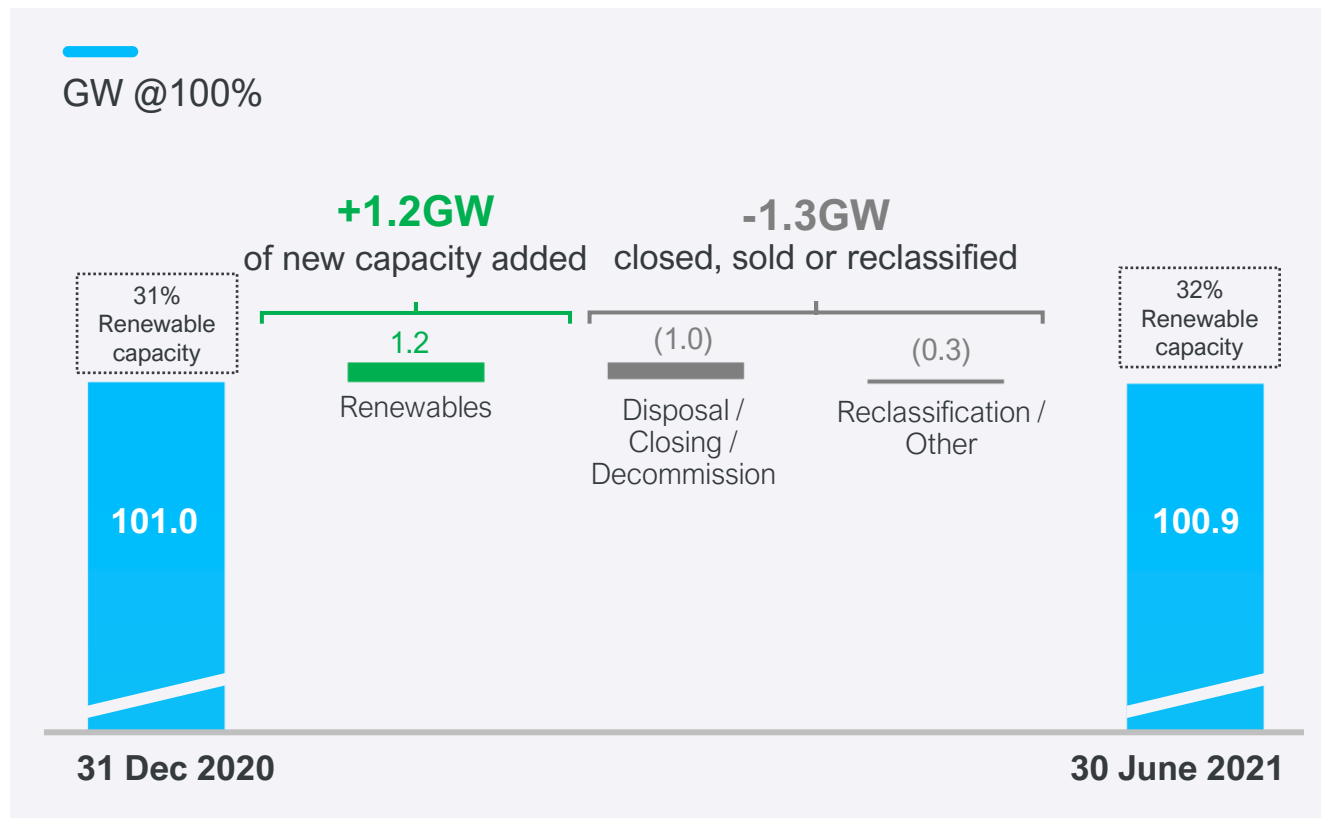 GW @100%
+1.2GW
of new capacity added
-1.3GW
closed, sold or reclassified
31%
Renewable
capacity
1.2
Renewables
(1.0)
Disposal /
Closing /
Decommission
(0.3)
Reclassification /
Other
32%
Renewable
capacity
101.0
100.9
31 Dec 2020
30 June 2021